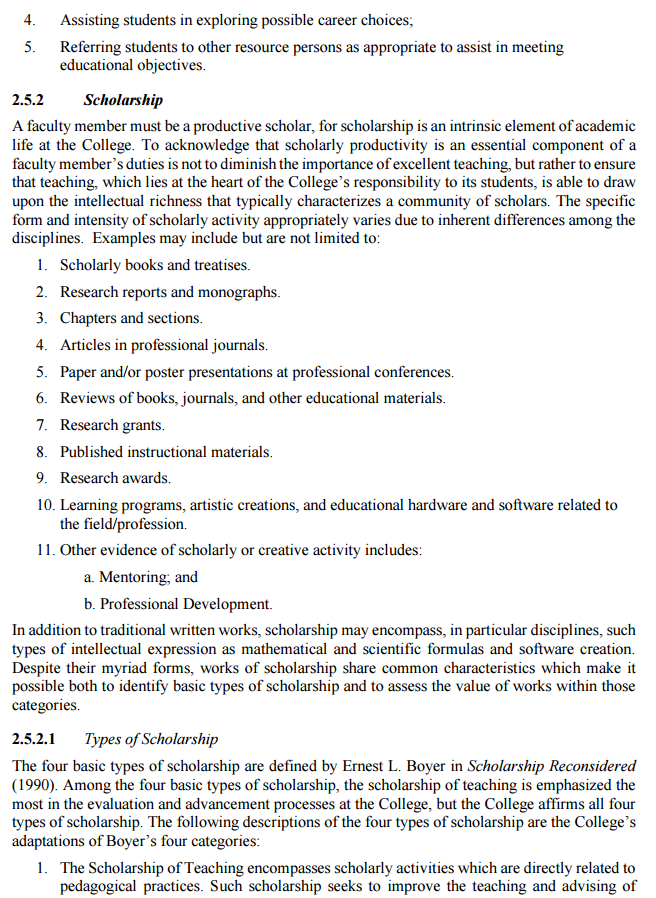 4. Assisting students in exploring possible career choices;
5. Referring students to other resource persons as appropriate to assist in meeting
educational objectives.
2.5.2 Scholarship
A faculty member must be a productive scholar, for scholarship is an intrinsic element of academic
life at the College. To acknowledge that scholarly productivity is an essential component of a
faculty member's duties is not to diminish the importance of excellent teaching, but rather to ensure
that teaching, which lies at the heart of the College's responsibility to its students, is able to draw
upon the intellectual richness that typically characterizes a community of scholars. The specific
form and intensity of scholarly activity appropriately varies due to inherent differences among the
disciplines. Examples may include but are not limited to:
1. Scholarly books and treatises.
2. Research reports and monographs.
3. Chapters and sections.
4. Articles in professional journals.
5. Paper and/or poster presentations at professional conferences.
6. Reviews of books, journals, and other educational materials.
7. Research grants.
8. Published instructional materials.
9. Research awards.
10. Learning programs, artistic creations, and educational hardware and software related to
the field/profession.
11. Other evidence of scholarly or creative activity includes:
a. Mentoring; and
b. Professional Development.
In addition to traditional written works, scholarship may encompass, in particular disciplines, such
types of intellectual expression as mathematical and scientific formulas and software creation.
Despite their myriad forms, works of scholarship share common characteristics which make it
possible both to identify basic types of scholarship and to assess the value of works within those
categories.
2.5.2.1 Types of Scholarship
The four basic types of scholarship are defined by Ernest L. Boyer in Scholarship Reconsidered
(1990). Among the four basic types of scholarship, the scholarship of teaching is emphasized the
most in the evaluation and advancement processes at the College, but the College affirms all four
types of scholarship. The following descriptions of the four types of scholarship are the College's
adaptations of Boyer's four categories:
1. The Scholarship of Teaching encompasses scholarly activities which are directly related to
pedagogical practices. Such scholarship seeks to improve the teaching and advising of